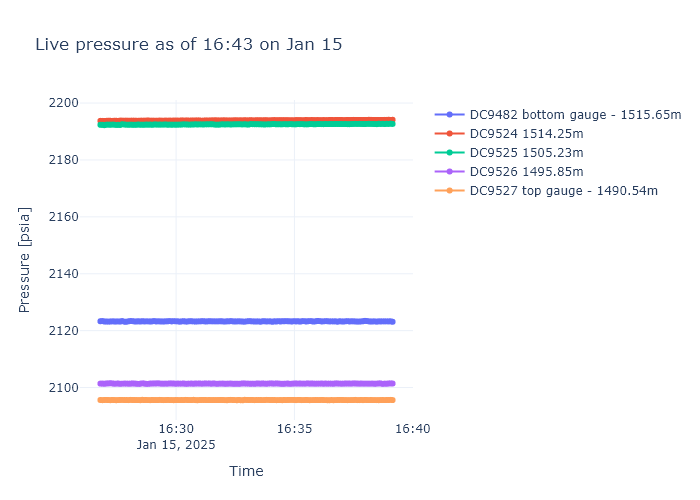 Live pressure as of 16:43 on Jan 15
Pressure [psia]
2200
2180
2160
2140
2120
2100
16:30
Jan 15, 2025
16:35
16:40
Time
DC9482 bottom gauge - 1515.65m
DC9524 1514.25m
DC9525 1505.23m
DC9526 1495.85m
DC9527 top gauge - 1490.54m